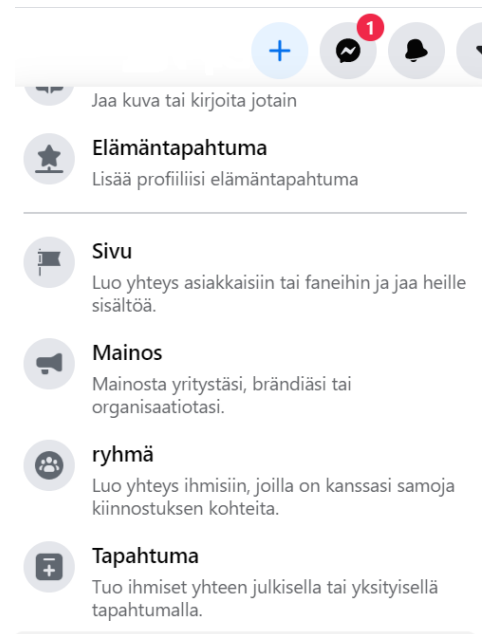 1
Jaa kuva tai kirjoita jotain
Elämäntapahtuma
Lisää profiiliisi elämäntapahtuma
Sivu
Luo yhteys asiakkaisiin tai faneihin ja jaa heille
sisältöä.
Mainos
Mainosta yritystäsi, brändiäsi tai
organisaatiotasi.
ryhmä
Luo yhteys ihmisiin, joilla on kanssasi samoja
kiinnostuksen kohteita.
Tapahtuma
Tuo ihmiset yhteen julkisella tai yksityisellä
tapahtumalla.